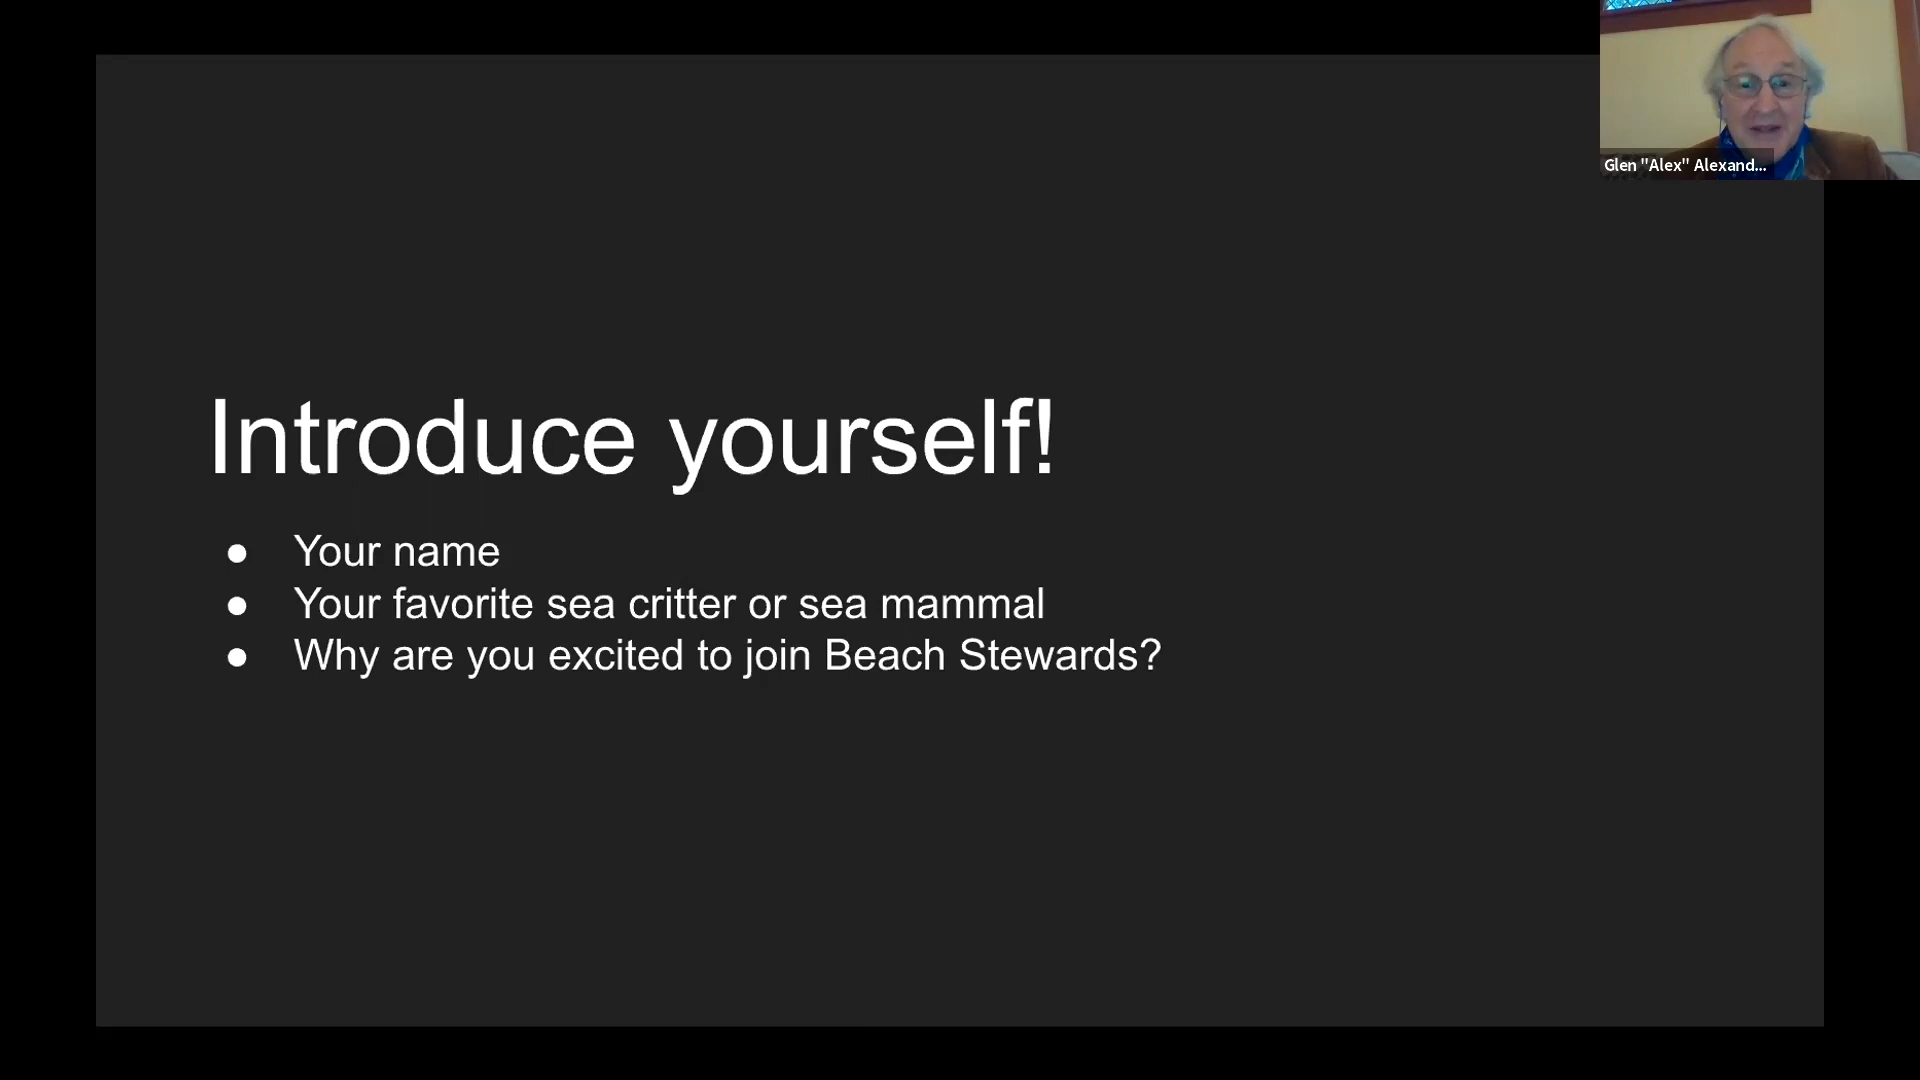 Glen "Alex" Alexand...
Introduce yourself!
● Your name
● Your favorite sea critter or sea mammal
● Why are you excited to join Beach Stewards?